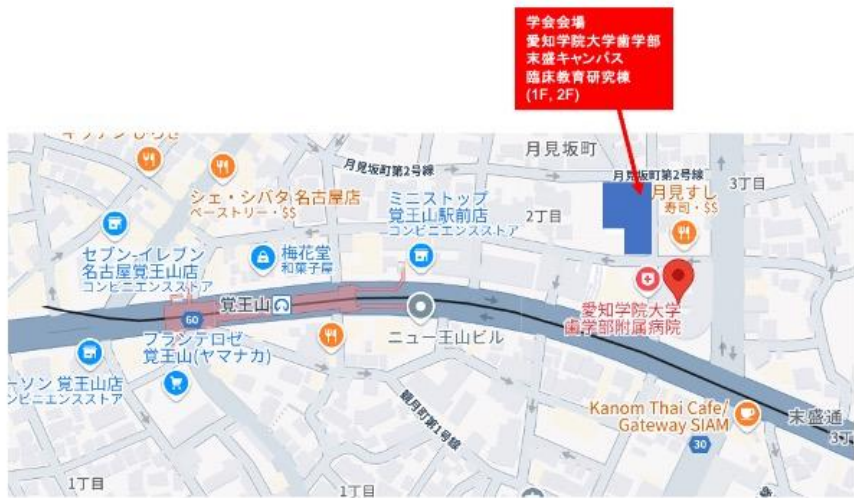 学会会場
愛知学院大学歯学部
末盛キャンパス
臨床教育研究棟
(1F, 2F)
月見坂町
月見坂町第2号線
月見坂町第2号線
3丁目
シェ・シバタ 名古屋店
ペーストリー・$$
ミニストップ
覚王山駅前店
コンビニエンスストア
2丁目
月見すし
寿司・$$
セブン-イレブン
名古屋覚王山店
コンビニエンスストア
梅花堂
和菓子屋
覚王山
60
愛知学院大学
歯学部附属病院
フランテロゼ
覚王山(ヤマナカ)
ニュー王山ビル
ーソン 覚王山店
ンビニエンスストア
観月町第1号線
Kanom Thai Cafe/
Gateway SIAM
末盛通
3丁
30
1丁目
1丁目